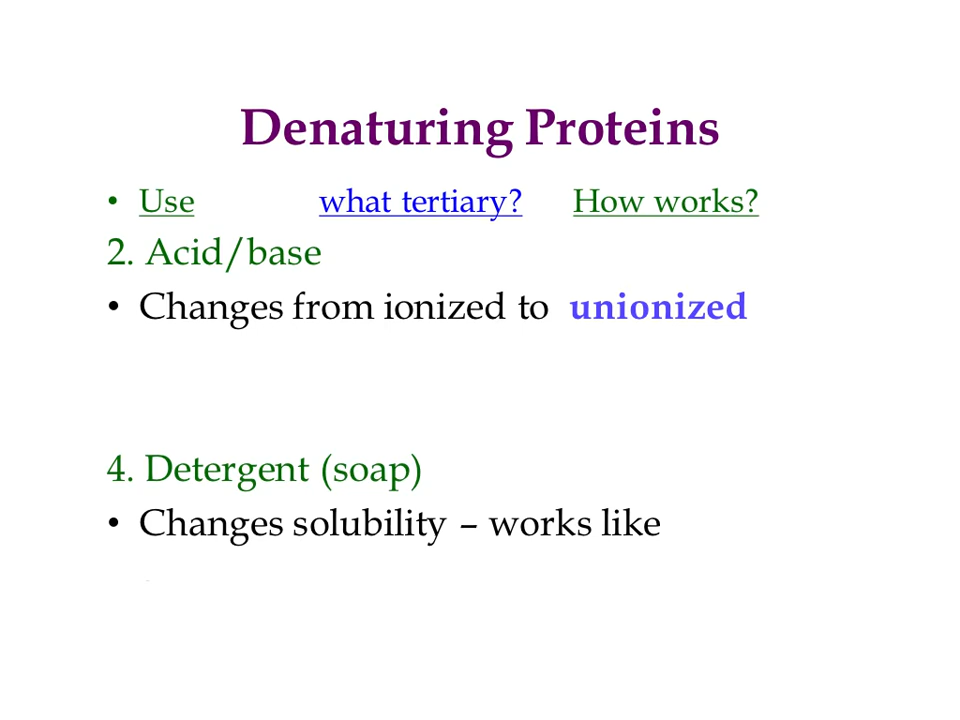 Denaturing Proteins
• Use what tertiary? How works?
2. Acid/base
• Changes from ionized to unionized
4. Detergent (soap)
• Changes solubility – works like